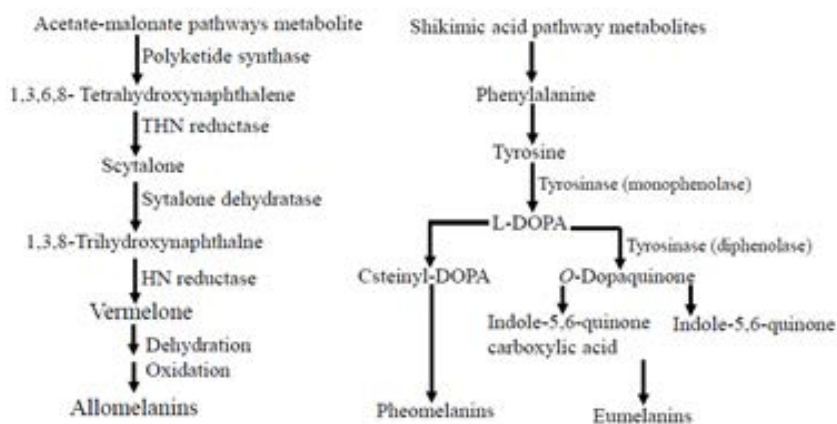 Acetate-malonate pathways metabolite
Polyketide synthase
1,3,6,8- Tetrahydroxynaphthalene
THN reductase
Scytalone
Sytalone dehydratase
1,3,8-Trihydroxynaphthalne
HN reductase
Vermelone
Dehydration
Oxidation
Allomelanins
Shikimic acid pathway metabolites
Phenylalanine
Tyrosine
Tyrosinase (monophenolase)
L-DOPA
Tyrosinase (diphenolase)
Csteinyl-DOPA
O-Dopaquinone
Indole-5,6-quinone
carboxylic acid
Indole-5,6-quinone
Pheomelanins
Eumelanins